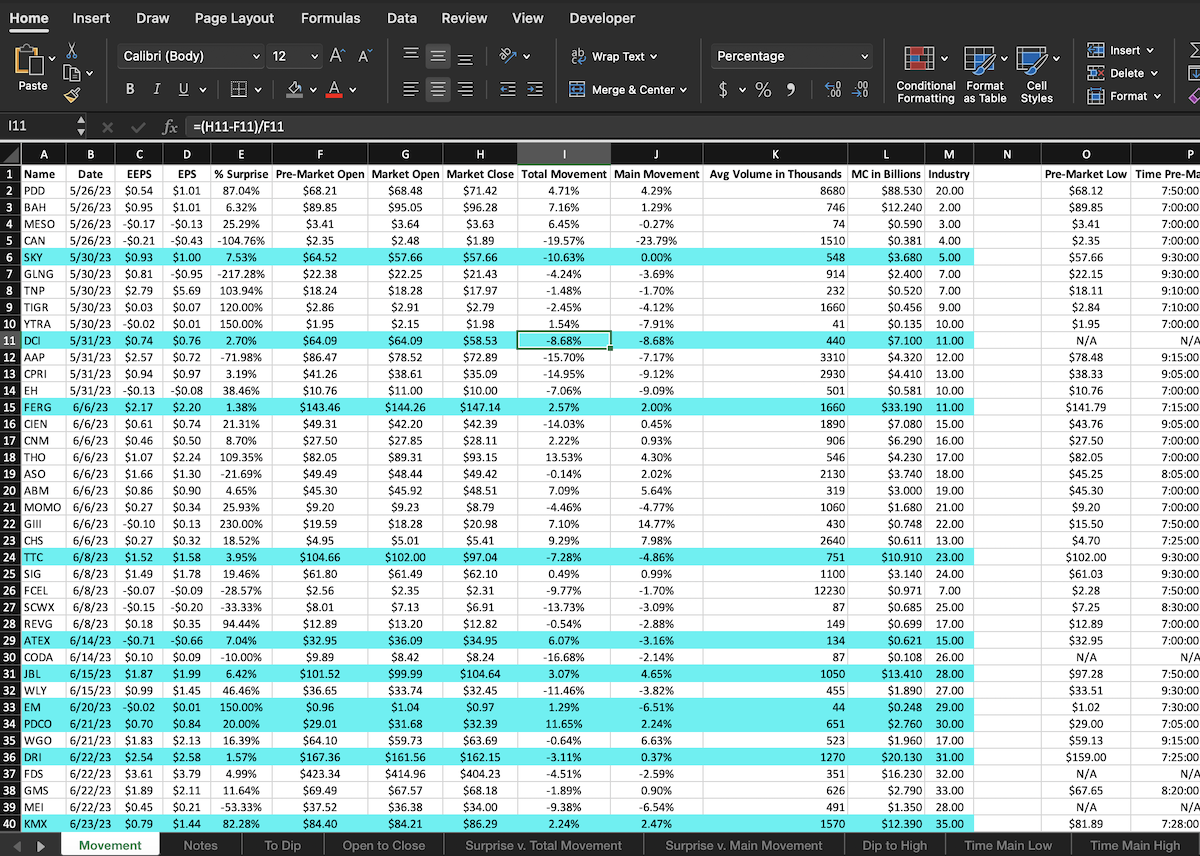 Home Insert Draw Page Layout Formulas Data Review View Developer
Paste Calibri (Body) 12 A^ A˅ Wrap Text Percentage Conditional Formatting Format as Table Cell Styles Insert
B I U A Merge & Center $ % 9 Delete
Format
I11 fx =(H11-F11)/F11
A B C D E F G H I J K L M N O P
1 Name Date EEPS EPS % Surprise Pre-Market Open Market Open Market Close Total Movement Main Movement Avg Volume in Thousands MC in Billions Industry Pre-Market Low Time Pre-Ma
2 PDD 5/26/23 $0.54 $1.01 87.04% $68.21 $68.48 $71.42 4.71% 4.29% 8680 $88.530 20.00 $68.12 7:50:00
3 BAH 5/26/23 $0.95 $1.01 6.32% $89.85 $95.05 $96.28 7.16% 1.29% 746 $12.240 2.00 $89.85 7:00:00
4 MESO 5/26/23 -$0.17 -$0.13 25.29% $3.41 $3.64 $3.63 6.45% -0.27% 74 $0.590 3.00 $3.41 7:00:00
5 CAN 5/26/23 -$0.21 -$0.43 -104.76% $2.35 $2.48 $1.89 -19.57% -23.79% 1510 $0.381 4.00 $2.35 7:00:00
6 SKY 5/30/23 $0.93 $1.00 7.53% $64.52 $57.66 $57.66 -10.63% 0.00% 548 $3.680 5.00 $57.66 9:30:00
7 GLNG 5/30/23 $0.81 -$0.95 -217.28% $22.38 $22.25 $21.43 -4.24% -3.69% 914 $2.400 7.00 $22.15 9:30:00
8 TNP 5/30/23 $2.79 $5.69 103.94% $18.24 $18.28 $17.97 -1.48% -1.70% 232 $0.520 7.00 $18.11 9:10:00
9 TIGR 5/30/23 $0.03 $0.07 120.00% $2.86 $2.91 $2.79 -2.45% -4.12% 1660 $0.456 9.00 $2.84 7:10:00
10 YTRA 5/30/23 -$0.02 $0.01 150.00% $1.95 $2.15 $1.98 1.54% -7.91% 41 $0.135 10.00 $1.95 7:00:00
11 DCI 5/31/23 $0.74 $0.76 2.70% $64.09 $64.09 $58.53 -8.68% -8.68% 440 $7.100 11.00 N/A N/A
12 AAP 5/31/23 $2.57 $0.72 -71.98% $86.47 $78.52 $72.89 -15.70% -7.17% 3310 $4.320 12.00 $78.48 9:15:00
13 CPRI 5/31/23 $0.94 $0.97 3.19% $41.26 $38.61 $35.09 -14.95% -9.12% 2930 $4.410 13.00 $38.33 9:05:00
14 EH 5/31/23 -$0.13 -$0.08 38.46% $10.76 $11.00 $10.00 -7.06% -9.09% 501 $0.581 10.00 $10.76 7:00:00
15 FERG 6/6/23 $2.17 $2.20 1.38% $143.46 $144.26 $147.14 2.57% 2.00% 1660 $33.190 11.00 $141.79 7:15:00
16 CIEN 6/6/23 $0.61 $0.74 21.31% $49.31 $42.20 $42.39 -14.03% 0.45% 1890 $7.080 15.00 $43.76 9:05:00
17 CNM 6/6/23 $0.46 $0.50 8.70% $27.50 $27.85 $28.11 2.22% 0.93% 906 $6.290 16.00 $27.50 7:00:00
18 THO 6/6/23 $1.07 $2.24 109.35% $82.05 $89.31 $93.15 13.53% 4.30% 546 $4.230 17.00 $82.05 7:00:00
19 ASO 6/6/23 $1.66 $1.30 -21.69% $49.49 $48.44 $49.42 -0.14% 2.02% 2130 $3.740 18.00 $45.25 8:05:00
20 ABM 6/6/23 $0.86 $0.90 4.65% $45.30 $45.92 $48.51 7.09% 5.64% 319 $3.000 19.00 $45.30 7:00:00
21 MOMO 6/6/23 $0.27 $0.34 25.93% $9.20 $9.23 $8.79 -4.46% -4.77% 1060 $1.680 21.00 $9.20 7:00:00
22 GIII 6/6/23 -$0.10 $0.13 230.00% $19.59 $18.28 $20.98 7.10% 14.77% 430 $0.748 22.00 $15.50 7:50:00
23 CHS 6/6/23 $0.27 $0.32 18.52% $4.95 $5.01 $5.41 9.29% 7.98% 2640 $0.611 13.00 $4.70 7:25:00
24 TTC 6/8/23 $1.52 $1.58 3.95% $104.66 $102.00 $97.04 -7.28% -4.86% 751 $10.910 23.00 $102.00 9:30:00
25 SIG 6/8/23 $1.49 $1.78 19.46% $61.80 $61.49 $62.10 0.49% 0.99% 1100 $3.140 24.00 $61.03 9:30:00
26 FCEL 6/8/23 -$0.07 -$0.09 -28.57% $2.56 $2.35 $2.31 -9.77% -1.70% 12230 $0.971 7.00 $2.28 7:50:00
27 SCWX 6/8/23 -$0.15 -$0.20 -33.33% $8.01 $7.13 $6.91 -13.73% -3.09% 87 $0.685 25.00 $7.25 8:30:00
28 REVG 6/8/23 $0.18 $0.35 94.44% $12.89 $13.20 $12.82 -0.54% -2.88% 149 $0.699 17.00 $12.89 7:00:00
29 ATEX 6/14/23 -$0.71 -$0.66 7.04% $32.95 $36.09 $34.95 6.07% -3.16% 134 $0.621 15.00 $32.95 7:00:00
30 CODA 6/14/23 $0.10 $0.09 -10.00% $9.89 $8.42 $8.24 -16.68% -2.14% 87 $0.108 26.00 N/A N/A
31 JBL 6/15/23 $1.87 $1.99 6.42% $101.52 $99.99 $104.64 3.07% 4.65% 1050 $13.410 28.00 $97.28 7:50:00
32 WLY 6/15/23 $0.99 $1.45 46.46% $36.65 $33.74 $32.45 -11.46% -3.82% 455 $1.890 27.00 $33.51 9:30:00
33 EM 6/20/23 -$0.02 $0.01 150.00% $0.96 $1.04 $0.97 1.29% -6.51% 44 $0.248 29.00 $1.02 7:30:00
34 PDCO 6/21/23 $0.70 $0.84 20.00% $29.01 $31.68 $32.39 11.65% 2.24% 651 $2.760 30.00 $29.00 7:05:00
35 WGO 6/21/23 $1.83 $2.13 16.39% $64.10 $59.73 $63.69 -0.64% 6.63% 523 $1.960 17.00 $59.13 9:15:00
36 DRI 6/22/23 $2.54 $2.58 1.57% $167.36 $161.56 $162.15 -3.11% 0.37% 1270 $20.130 31.00 $159.00 7:25:00
37 FDS 6/22/23 $3.61 $3.79 4.99% $423.34 $414.96 $404.23 -4.51% -2.59% 351 $16.230 32.00 N/A N/A
38 GMS 6/22/23 $1.89 $2.11 11.64% $69.49 $67.57 $68.18 -1.89% 0.90% 626 $2.790 33.00 $67.65 8:20:00
39 MEI 6/22/23 $0.45 $0.21 -53.33% $37.52 $36.38 $34.00 -9.38% -6.54% 491 $1.350 28.00 N/A N/A
40 KMX 6/23/23 $0.79 $1.44 82.28% $84.40 $84.21 $86.29 2.24% 2.47% 1570 $12.390 35.00 $81.89 7:28:00
Movement Notes To Dip Open to Close Surprise v. Total Movement Surprise v. Main Movement Dip to High Time Main Low Time Main High